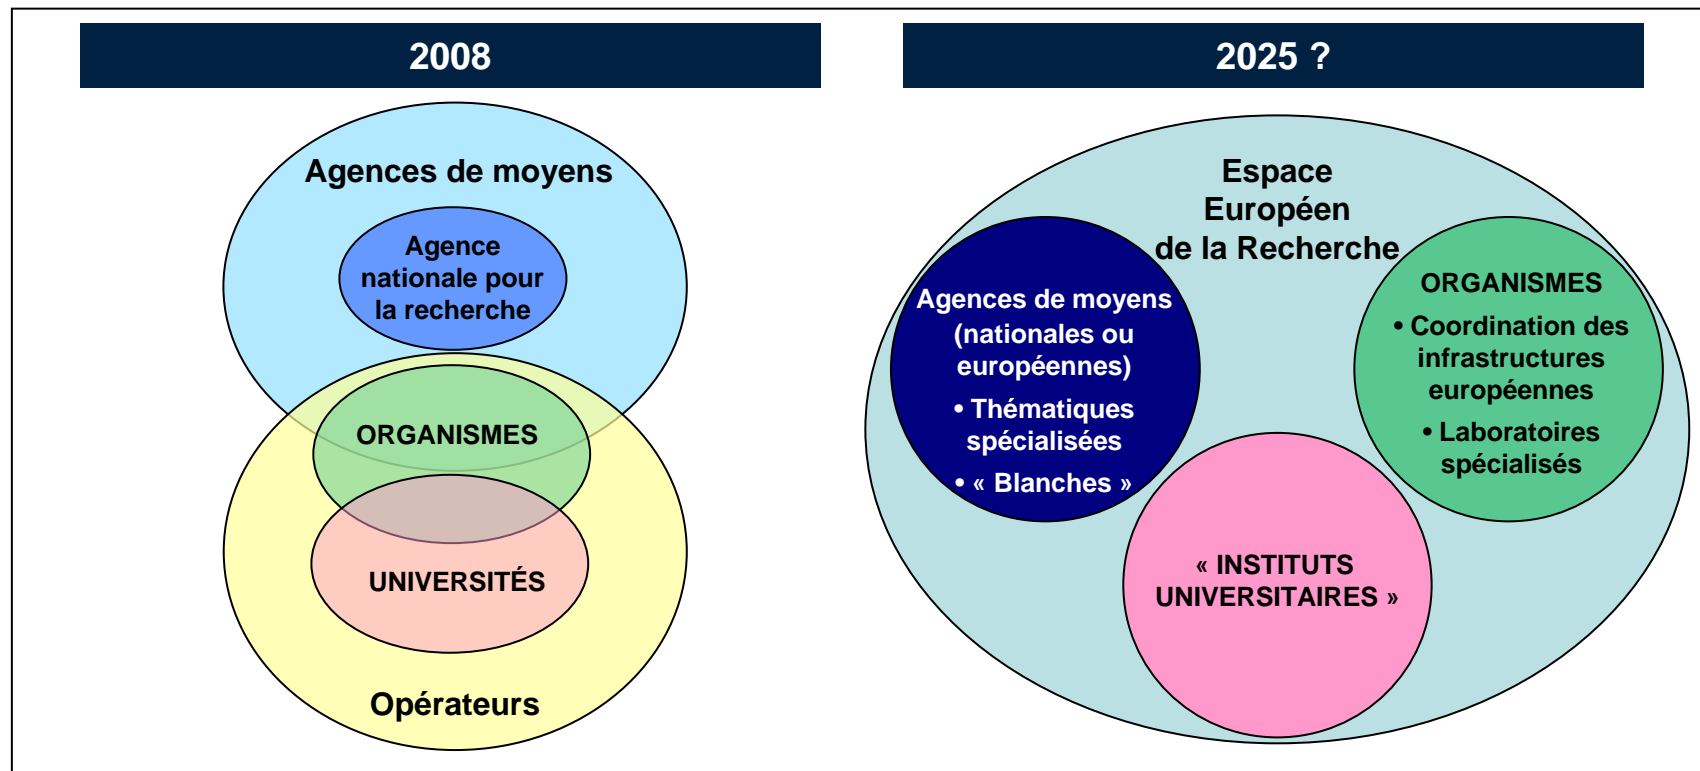 2008
Agences de moyens
Agence
nationale pour
la recherche
ORGANISMES
UNIVERSITÉS
Opérateurs
2025 ?
Espace
Européen
de la Recherche
Agences de moyens
(nationales ou
européennes)
• Thématiques
spécialisées
• « Blanches »
ORGANISMES
• Coordination des
infrastructures
européennes
• Laboratoires
spécialisés
« INSTITUTS
UNIVERSITAIRES »